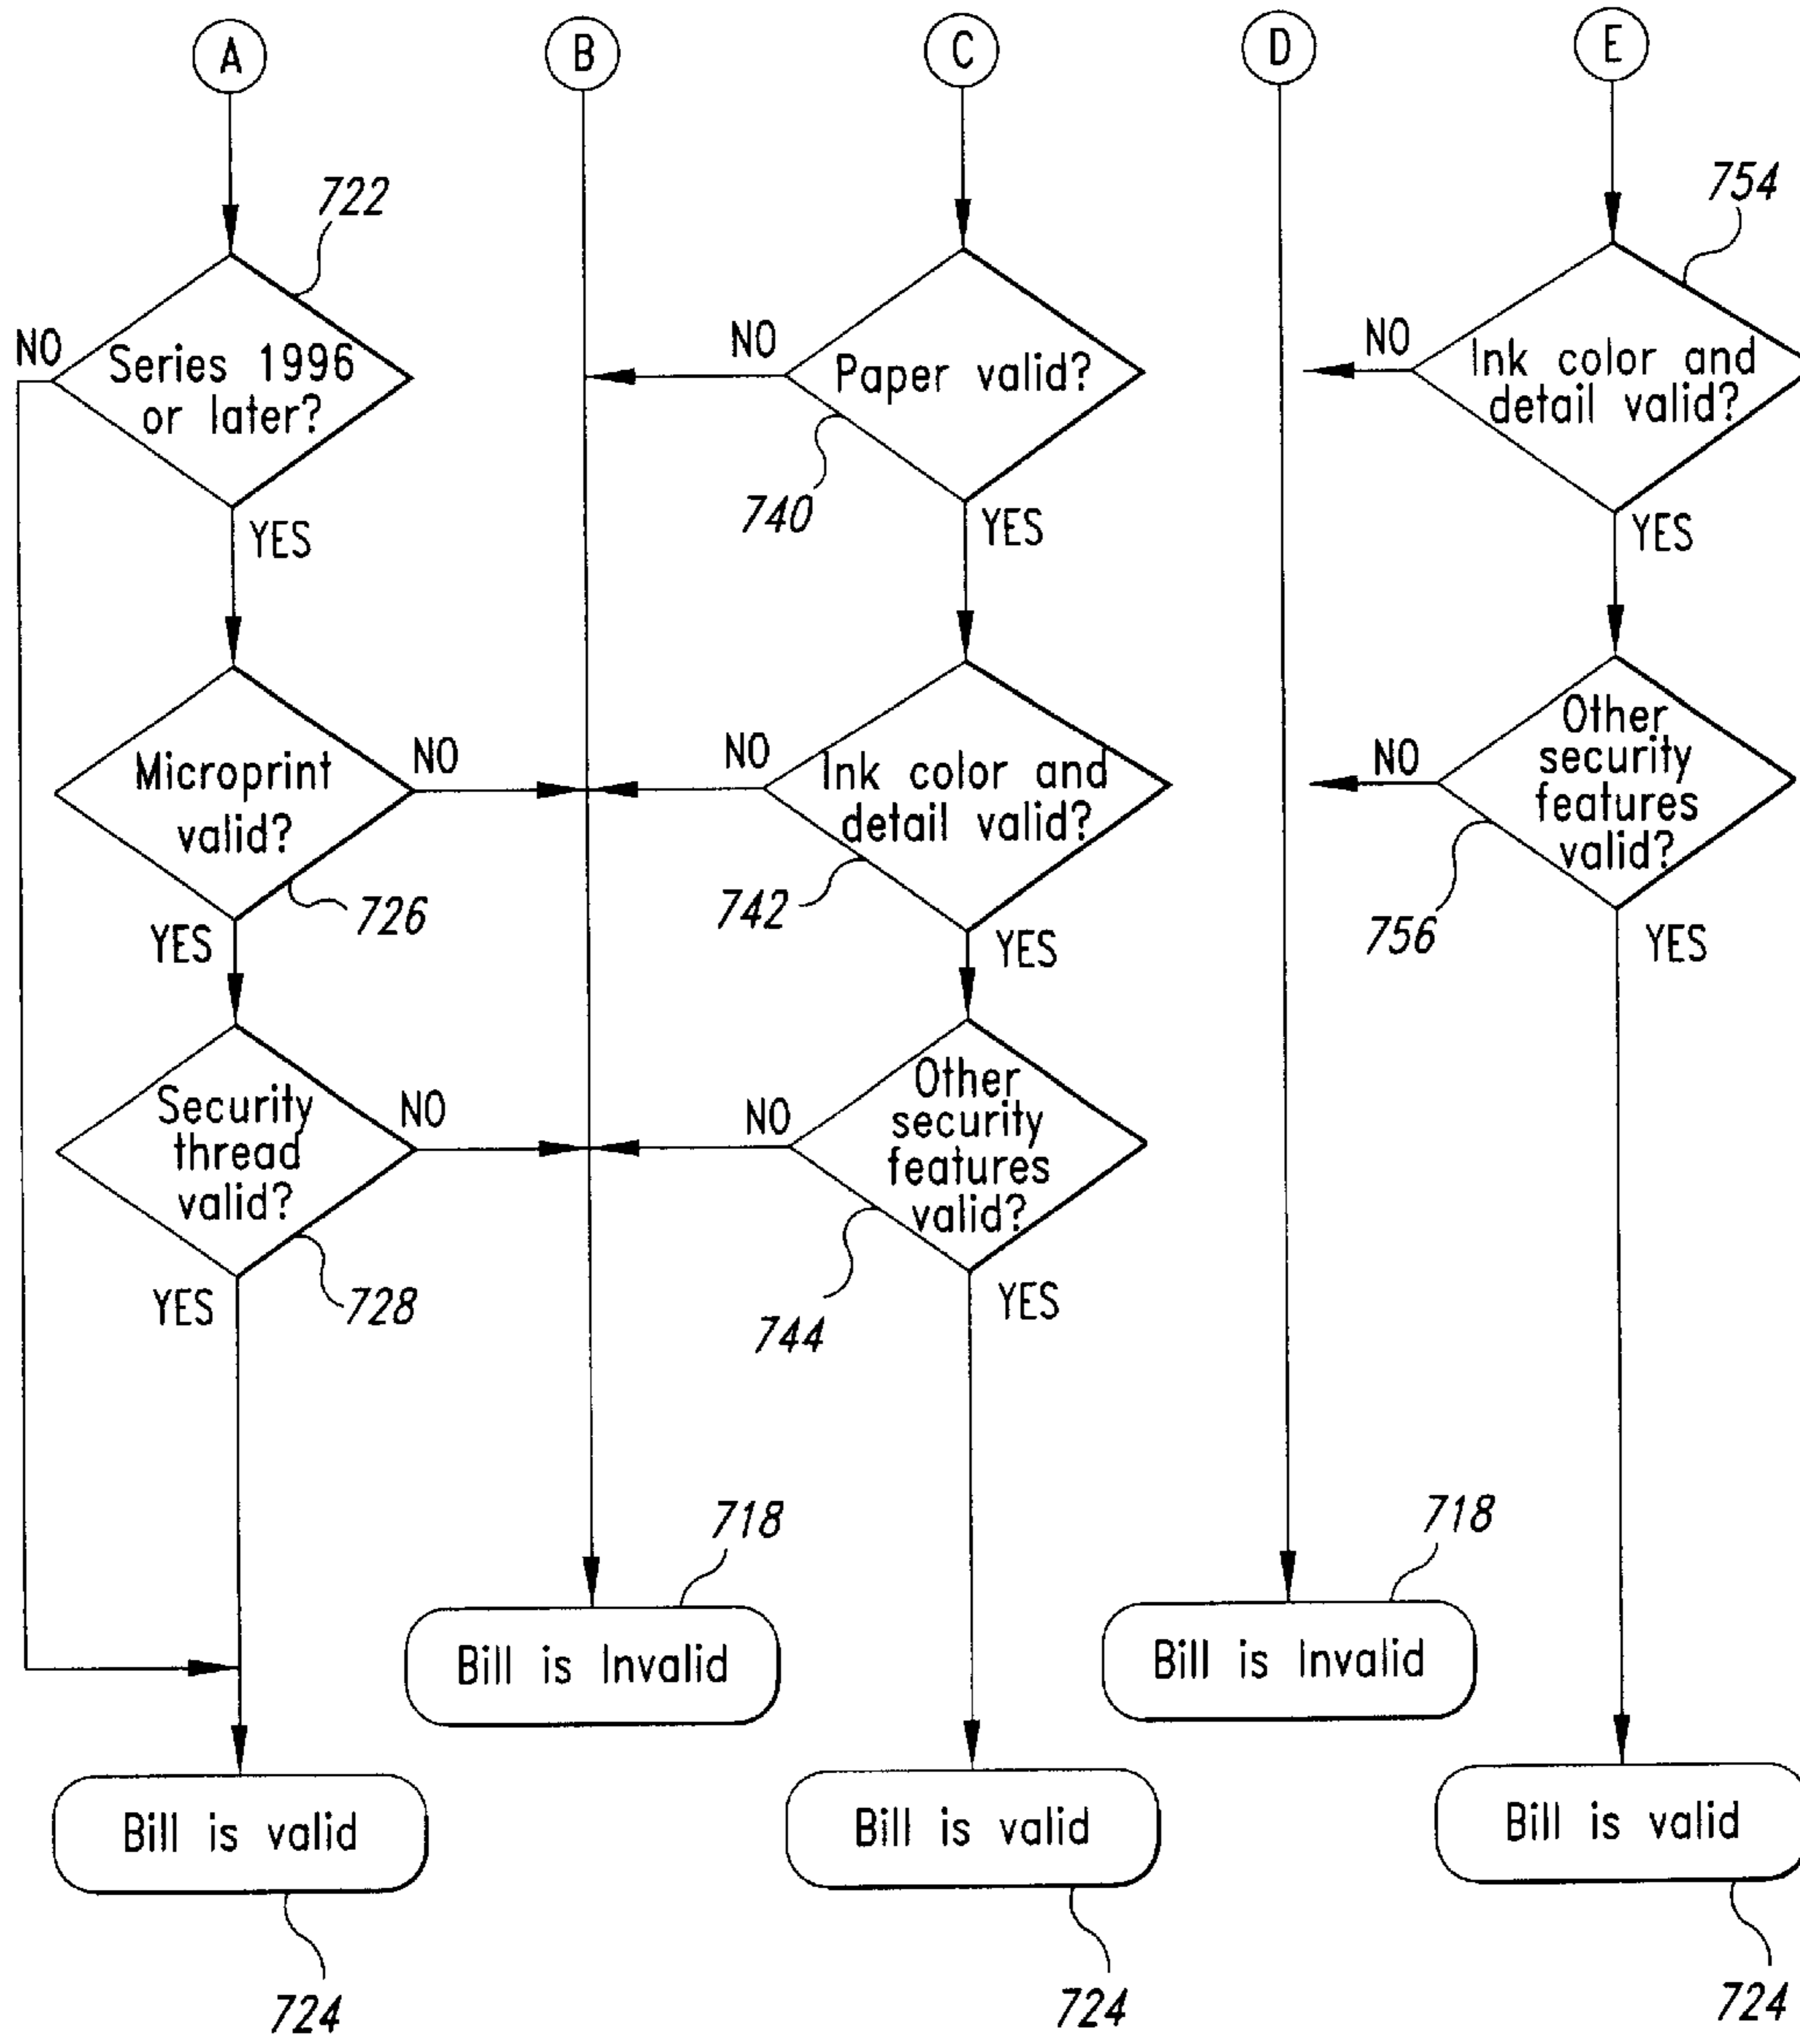 A
B
C
D
E
722
754
NO
Series 1996
or later?
YES
NO
Paper valid?
740
YES
NO
Ink color and
detail valid?
YES
Microprint
valid?
NO
726
YES
NO
Ink color and
detail valid?
742
YES
NO
Other
security
features
valid?
756
YES
Security
thread
valid?
NO
728
YES
NO
Other
security
features
valid?
744
YES
718
Bill is Invalid
718
Bill is Invalid
Bill is valid
724
Bill is valid
724
Bill is valid
724